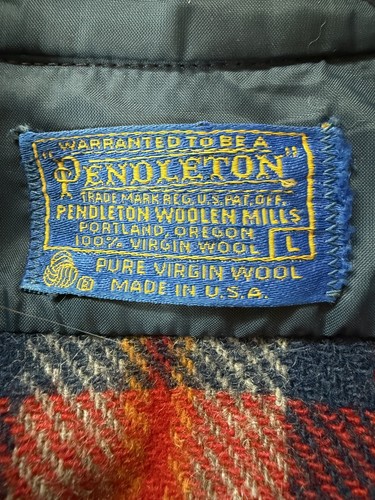 "WARRANTED TO BE A
"PENDLETON"
TRADE MARK REG. U.S. PAT. OFF.
PENDLETON WOOLEN MILLS
PORTLAND, OREGON
100% VIRGIN WOOL L
R PURE VIRGIN WOOL
MADE IN U.S.A.